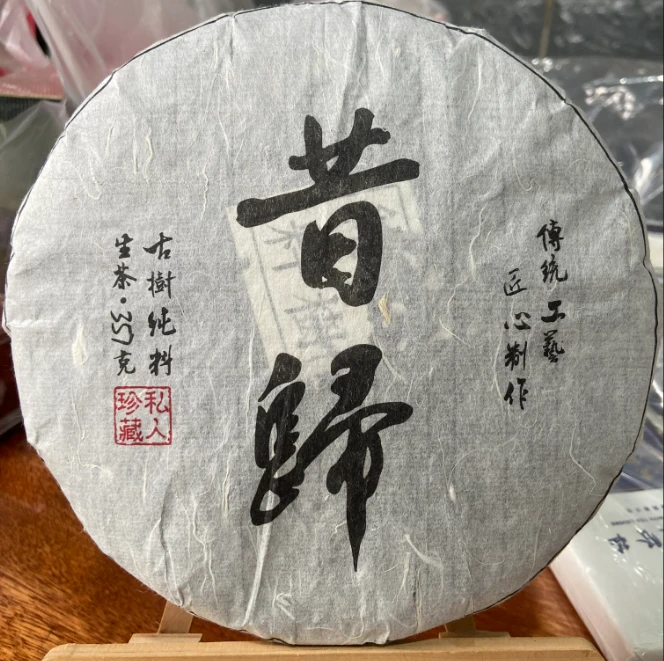 傳統工藝
匠心制作
昔歸
古樹純料
生茶·357克
私人
珍藏